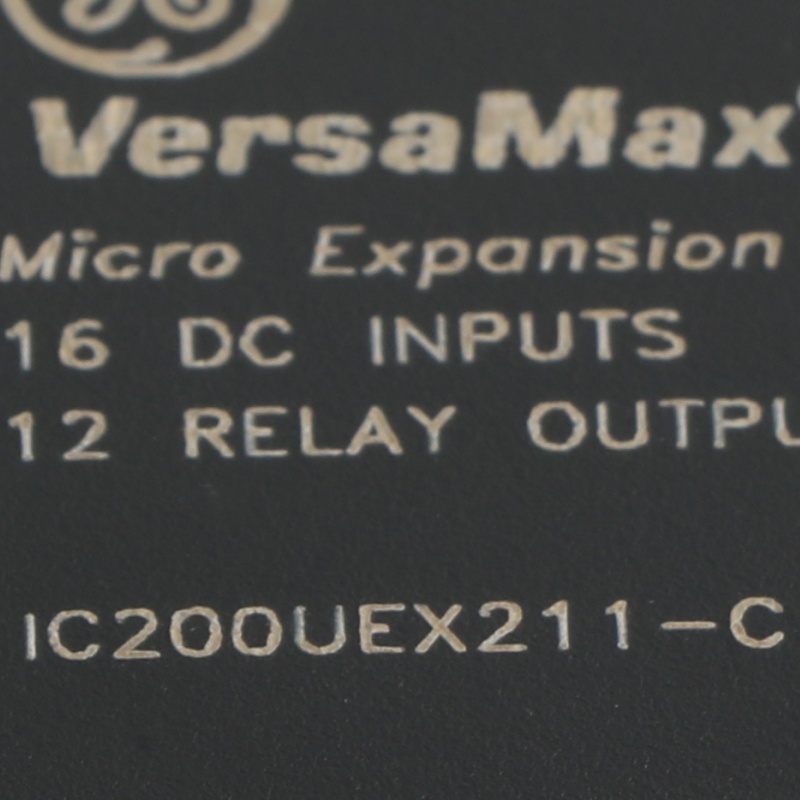 VersaMax
Micro Expansion
16 DC INPUTS
12 RELAY OUTPU
IC200UEX211-C